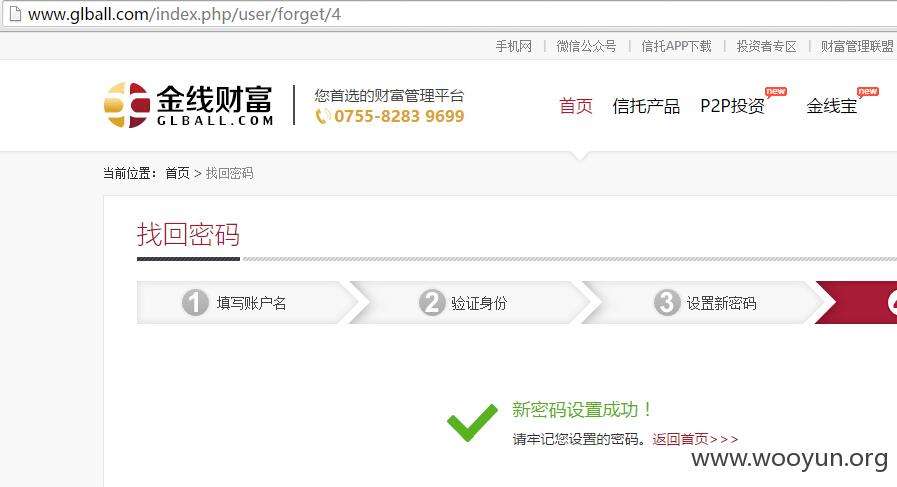 www.glball.com/index.php/user/forget/4
手机网 | 微信公众号 | 信托APP下载 | 投资者专区 | 财富管理联盟
金线财富
GLBALL.COM
您首选的财富管理平台
0755-8283 9699
首页 信托产品 P2P投资 new 金线宝 new
当前位置: 首页 > 找回密码
找回密码
1 填写账户名 2 验证身份 3 设置新密码
新密码设置成功！
请牢记您设置的密码。返回首页>>>
www.wooyun.org